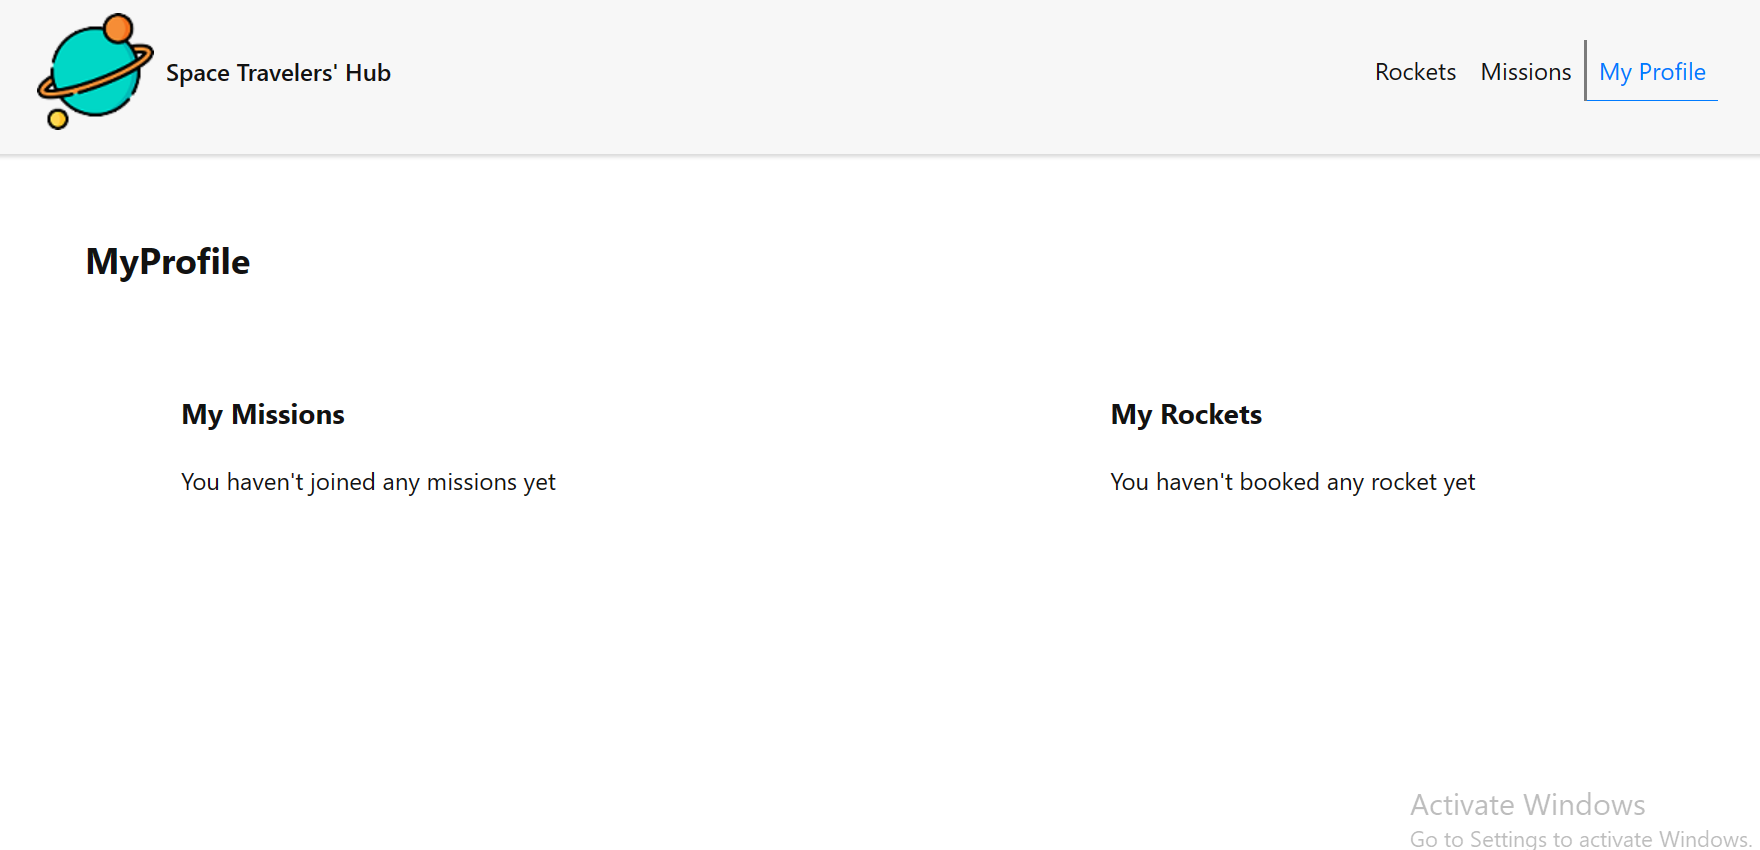 Space Travelers' Hub
Rockets Missions My Profile
MyProfile
My Missions
You haven't joined any missions yet
My Rockets
You haven't booked any rocket yet
Activate Windows
Go to Settings to activate Windows.